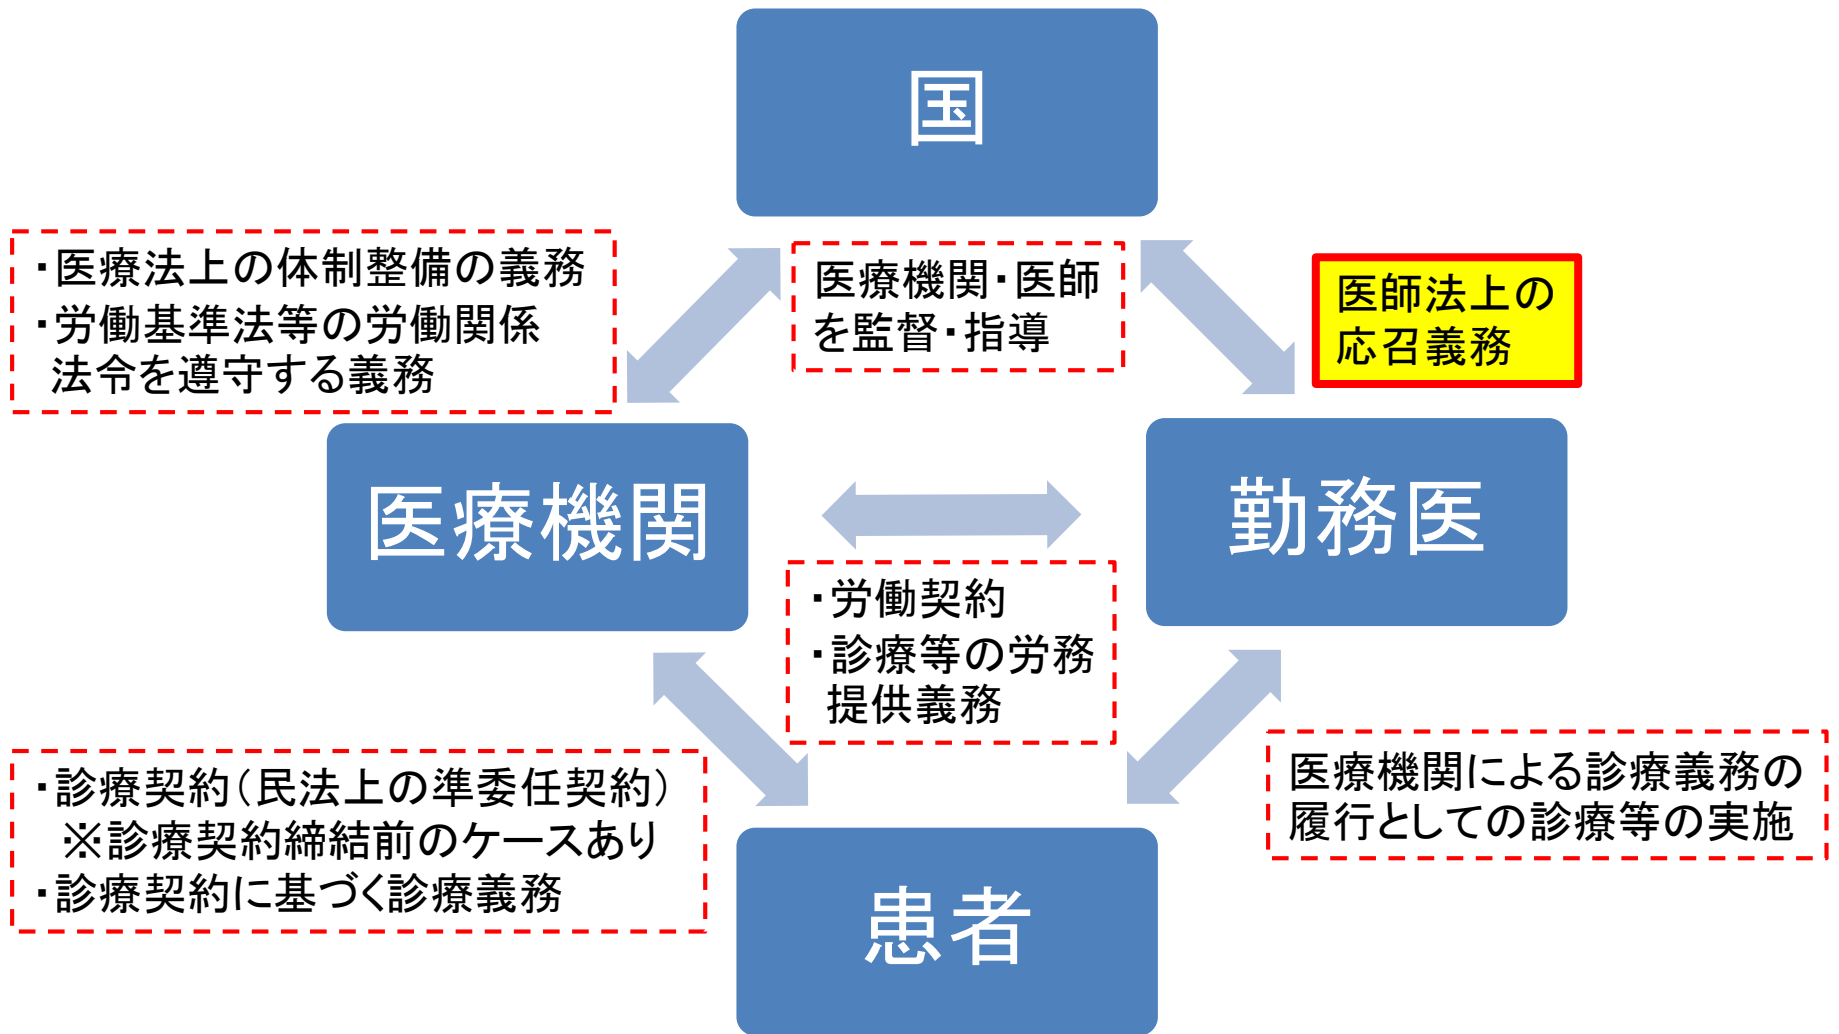 国
・医療法上の体制整備の義務
・労働基準法等の労働関係
法令を遵守する義務
医療機関・医師
を監督・指導
医師法上の
応召義務
医療機関
勤務医
・労働契約
・診療等の労務
提供義務
・診療契約（民法上の準委任契約）
※診療契約締結前のケースあり
・診療契約に基づく診療義務
医療機関による診療義務の
履行としての診療等の実施
患者